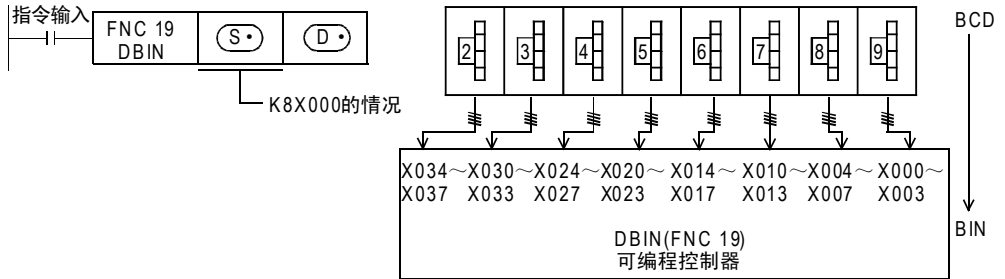 指令输入
FNC 19
DBIN
S·
D·
K8X000的情况
2 3 4 5 6 7 8 9
BCD
X034～X030～X024～X020～X014～X010～X004～X000～
X037 X033 X027 X023 X017 X013 X007 X003
DBIN(FNC 19)
可编程控制器
BIN